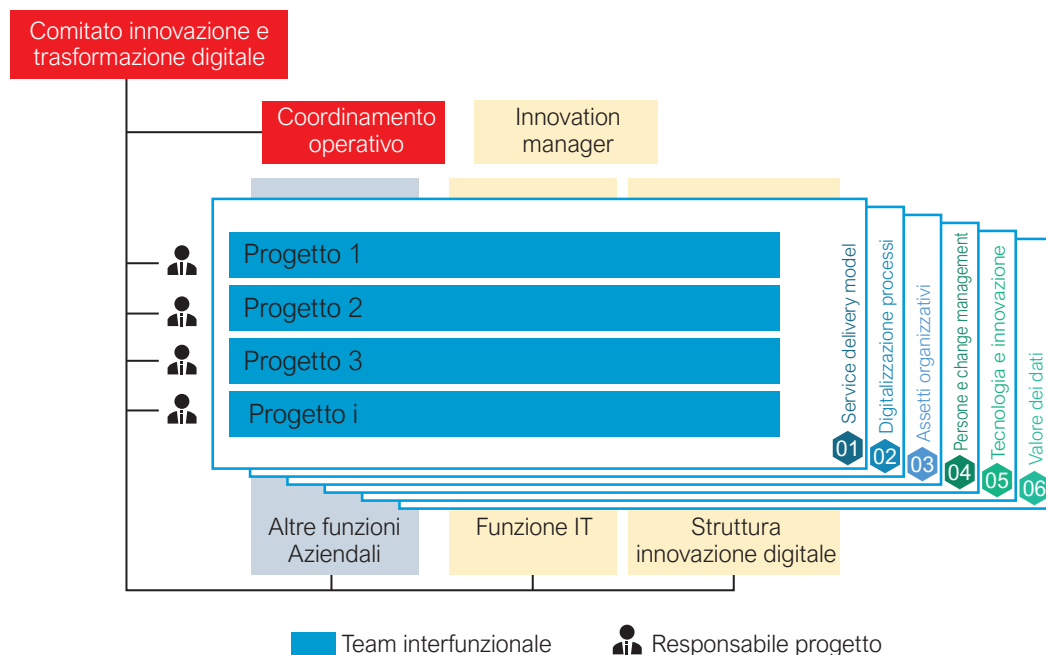 Comitato innovazione e
trasformazione digitale
Coordinamento
operativo
Innovation
manager
Progetto 1
Progetto 2
Progetto 3
Progetto i
01 Service delivery model
02 Digitalizzazione processi
03 Assetti organizzativi
04 Persone e change management
05 Tecnologia e innovazione
06 Valore dei dati
Altre funzioni
Aziendali
Funzione IT
Struttura
innovazione digitale
Team interfunzionale
Responsabile progetto